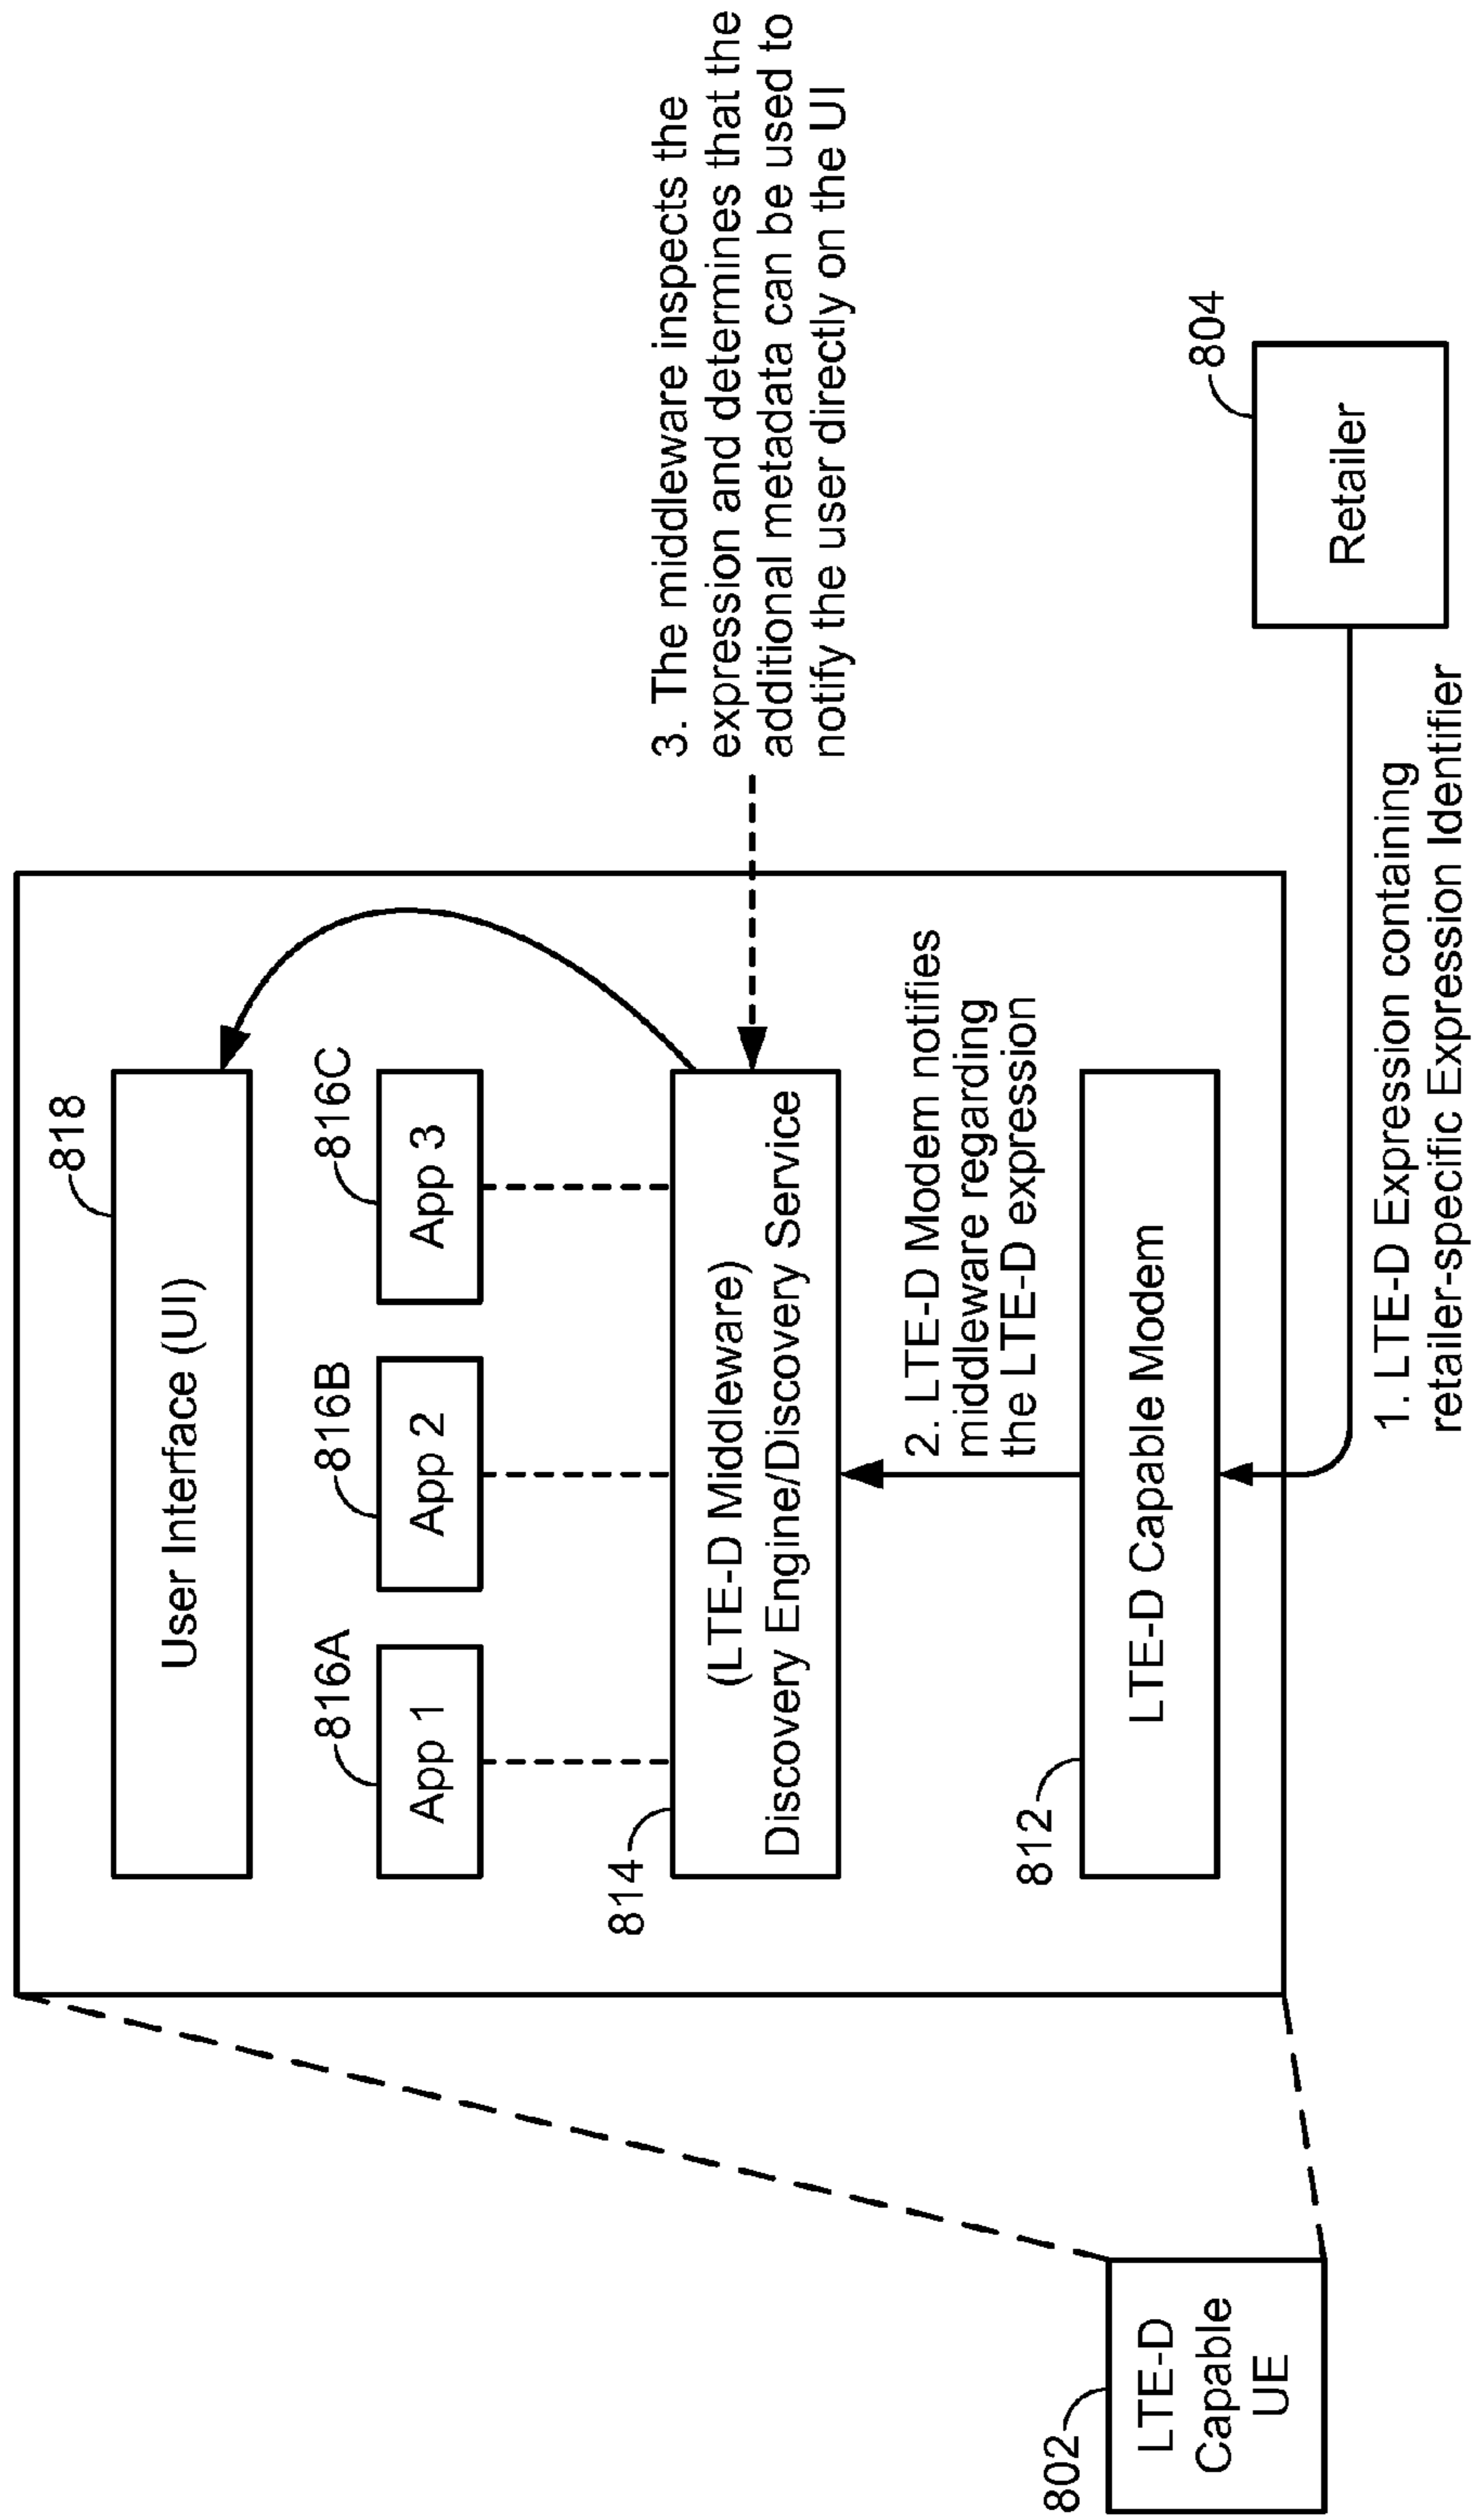 818
User Interface (UI)
816A
816B
816C
App 1
App 2
App 3
3. The middleware inspects the
expression and determines that the
additional metadata can be used to
notify the user directly on the UI
814
(LTE-D Middleware)
Discovery Engine/Discovery Service
2. LTE-D Modem notifies
middleware regarding
the LTE-D expression
812
LTE-D Capable Modem
802
LTE-D
Capable
UE
804
Retailer
1. LTE-D Expression containing
retailer-specific Expression Identifier